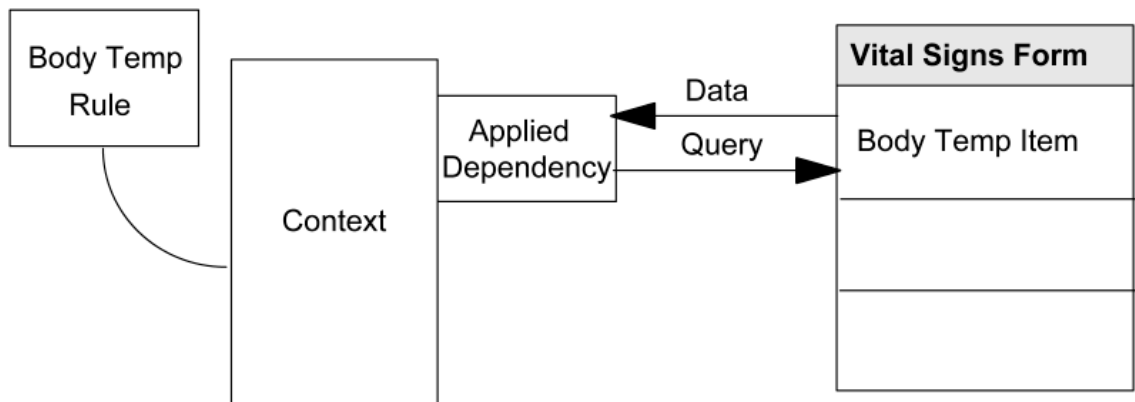 Body Temp
Rule
Context
Applied
Dependency
Data
Query
Vital Signs Form
Body Temp Item